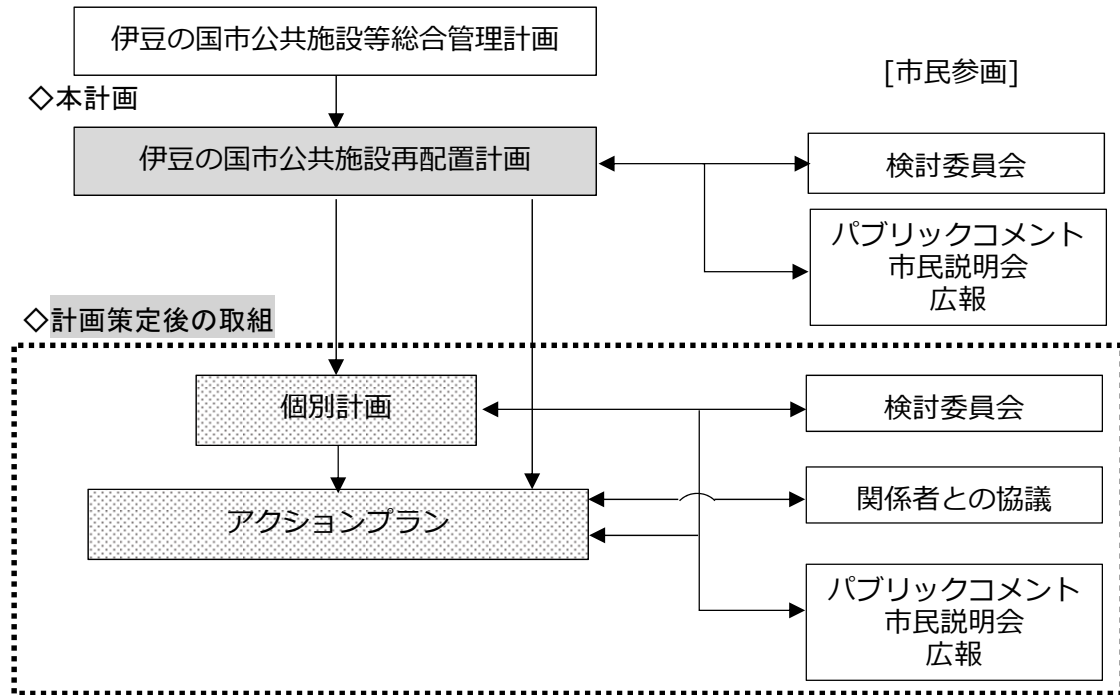 伊豆の国市公共施設等総合管理計画
[市民参画]
◇本計画
伊豆の国市公共施設再配置計画
検討委員会
パブリックコメント
市民説明会
広報
◇計画策定後の取組
個別計画
検討委員会
関係者との協議
アクションプラン
パブリックコメント
市民説明会
広報